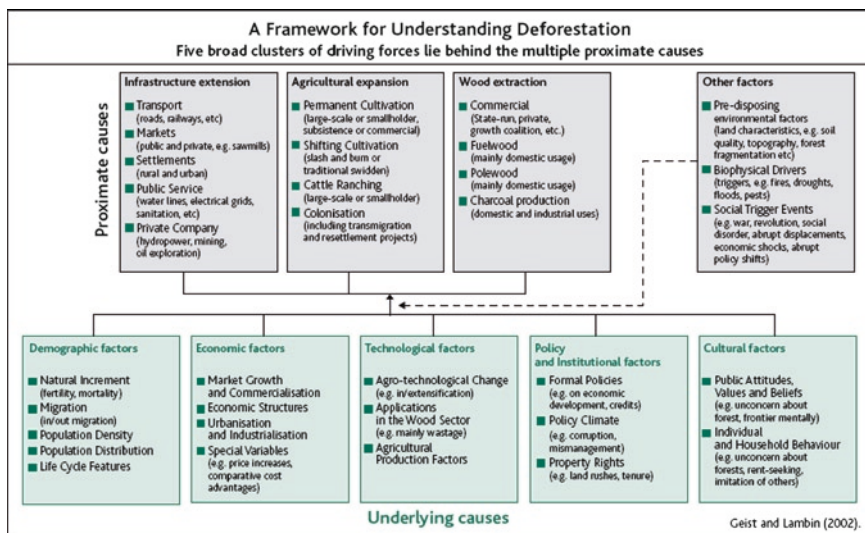 A Framework for Understanding Deforestation
Five broad clusters of driving forces lie behind the multiple proximate causes
Proximate causes
Infrastructure extension
Transport
(roads, railways, etc)
Markets
(public and private, e.g. sawmills)
Settlements
(rural and urban)
Public Service
(water lines, electrical grids,
sanitation, etc)
Private Company
(hydropower, mining,
oil exploration)
Agricultural expansion
Permanent Cultivation
(large-scale or smallholder,
subsistence or commercial)
Shifting Cultivation
(slash and burn or
traditional swidden)
Cattle Ranching
(large-scale or smallholder)
Colonisation
(including transmigration
and resettlement projects)
Wood extraction
Commercial
(State-run, private,
growth coalition, etc.)
Fuelwood
(mainly domestic usage)
Polewood
(mainly domestic usage)
Charcoal production
(domestic and industrial uses)
Other factors
Pre-disposing
environmental factors
(land characteristics, e.g. soil
quality, topography, forest
fragmentation etc)
Biophysical Drivers
(triggers, e.g. fires, droughts,
floods, pests)
Social Trigger Events
(e.g. war, revolution, social
disorder, abrupt displacements,
economic shocks, abrupt
policy shifts)
Demographic factors
Natural Increment
(fertility, mortality)
Migration
(in/out migration)
Population Density
Population Distribution
Life Cycle Features
Economic factors
Market Growth
and Commercialisation
Economic Structures
Urbanisation
and Industrialisation
Special Variables
(e.g. price increases,
comparative cost
advantages)
Technological factors
Agro-technological Change
(e.g. in/extensification)
Applications
in the Wood Sector
(e.g. mainly wastage)
Agricultural
Production Factors
Policy
and Institutional factors
Formal Policies
(e.g. on economic
development, credits)
Policy Climate
(e.g. corruption,
mismanagement)
Property Rights
(e.g. land rushes, tenure)
Cultural factors
Public Attitudes,
Values and Beliefs
(e.g. unconcern about
forest, frontier mentally)
Individual
and Household Behaviour
(e.g. unconcern about
forests, rent-seeking,
imitation of others)
Underlying causes
Geist and Lambin (2002).